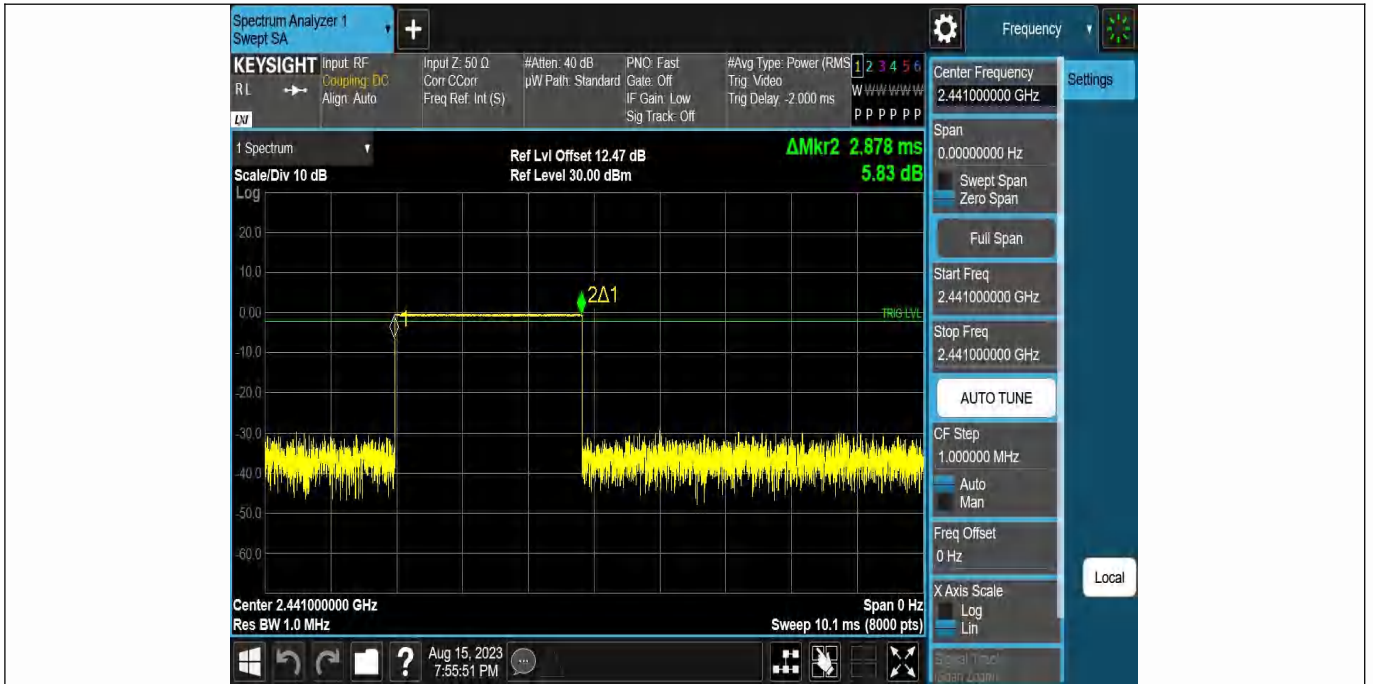 Spectrum Analyzer 1
Swept SA
+
Frequency
KEYSIGHT
RL
LXI
Input: RF
Coupling: DC
Align: Auto
Input Z: 50 Ω
Corr CCorr
Freq Ref: Int (S)
#Atten: 40 dB
µW Path: Standard
PNO: Fast
Gate: Off
IF Gain: Low
Sig Track: Off
#Avg Type: Power (RMS
Trig: Video
Trig Delay: -2.000 ms
1 2 3 4 5 6
W W W W W W
P P P P P P
Center Frequency
2.441000000 GHz
Settings
1 Spectrum
Scale/Div 10 dB
Log
Ref Lvl Offset 12.47 dB
Ref Level 30.00 dBm
ΔMkr2 2.878 ms
5.83 dB
Span
0.00000000 Hz
Swept Span
Zero Span
Full Span
Start Freq
2.441000000 GHz
Stop Freq
2.441000000 GHz
AUTO TUNE
CF Step
1.000000 MHz
Auto
Man
Freq Offset
0 Hz
X Axis Scale
Log
Lin
Signal Track
(Span Zoom)
Local
20.0
10.0
0.00
-10.0
-20.0
-30.0
-40.0
-50.0
-60.0
2Δ1
TRIG LVL
Center 2.441000000 GHz
Res BW 1.0 MHz
Span 0 Hz
Sweep 10.1 ms (8000 pts)
?
Aug 15, 2023
7:55:51 PM